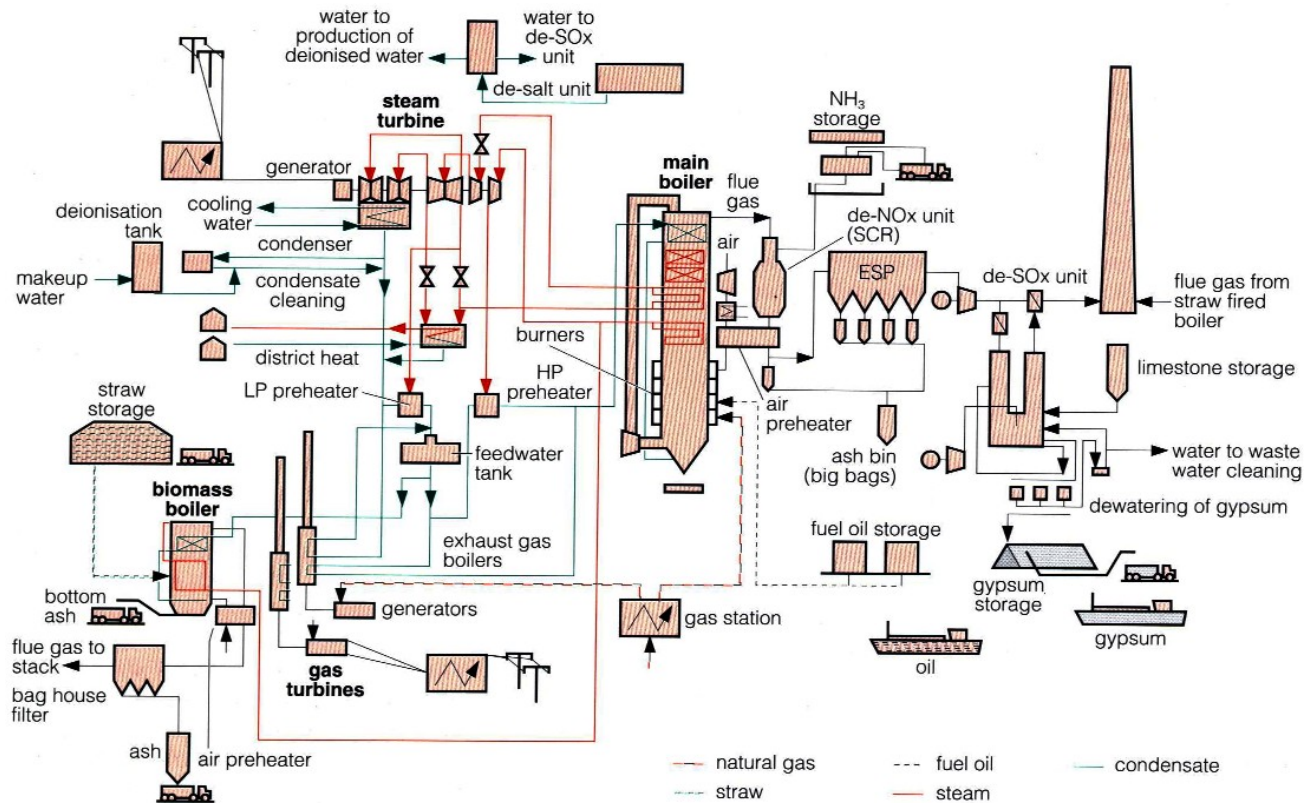 water to
production of
deionised water
water to
de-SOx
unit
de-salt unit
steam
turbine
NH3
storage
generator
main
boiler
flue
gas
cooling
water
deionisation
tank
air
de-NOx unit
(SCR)
condenser
ESP
de-SOx unit
makeup
water
condensate
cleaning
flue gas from
straw fired
boiler
burners
district heat
HP
preheater
limestone storage
LP preheater
air
preheater
straw
storage
feedwater
tank
ash bin
(big bags)
water to waste
water cleaning
biomass
boiler
dewatering of gypsum
fuel oil storage
exhaust gas
boilers
gypsum
storage
bottom
ash
generators
gas station
gypsum
flue gas to
stack
oil
gas
turbines
bag house
filter
ash
air preheater
natural gas
fuel oil
condensate
straw
steam